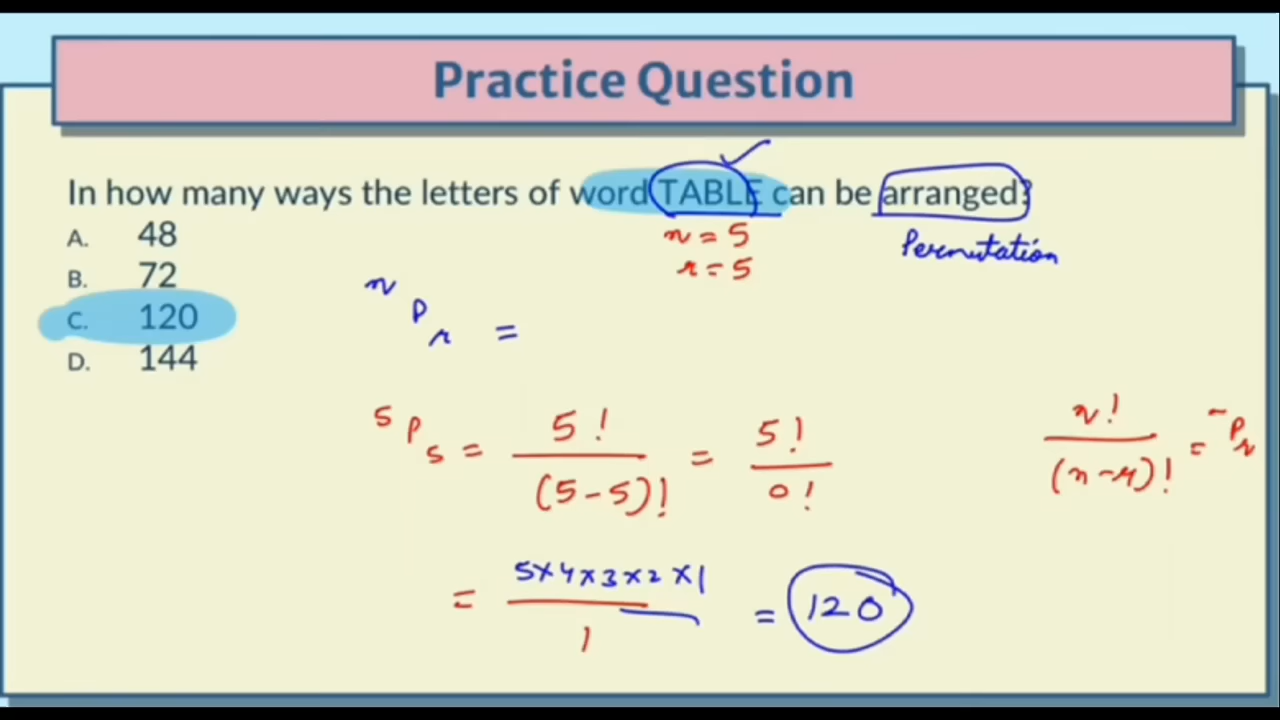 Practice Question
In how many ways the letters of word TABLE can be arranged?
A. 48
B. 72
C. 120
D. 144
n = 5
r = 5
Permutation
ⁿPᵣ =
⁵P₅ = 5! / (5-5)! = 5! / 0!
n! / (n-r)! = ⁿPᵣ
= 5×4×3×2×1 / 1 = 120